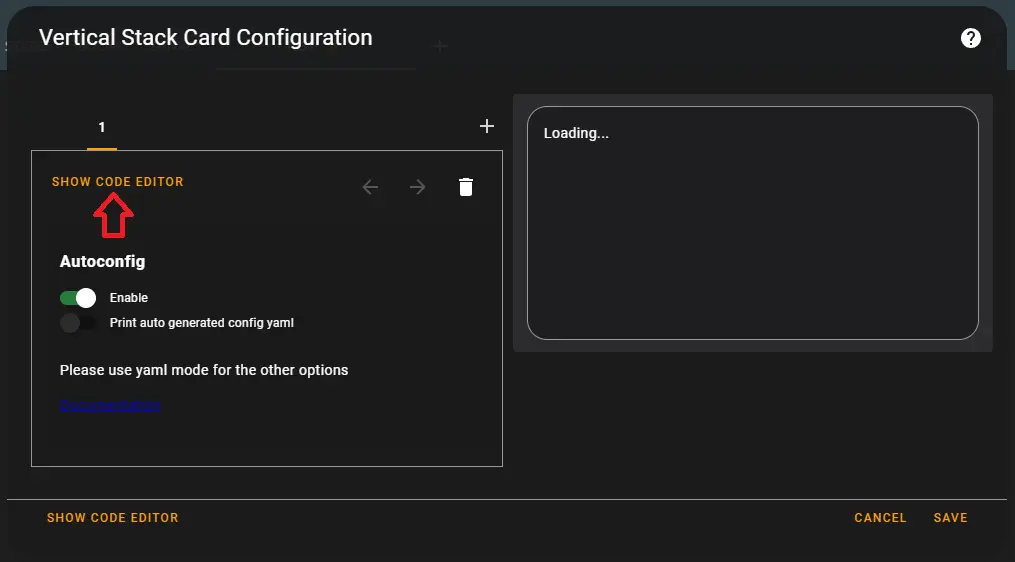 Vertical Stack Card Configuration
1
SHOW CODE EDITOR
Loading...
Autoconfig
Enable
Print auto generated config yaml
Please use yaml mode for the other options
Documentation
SHOW CODE EDITOR
CANCEL
SAVE